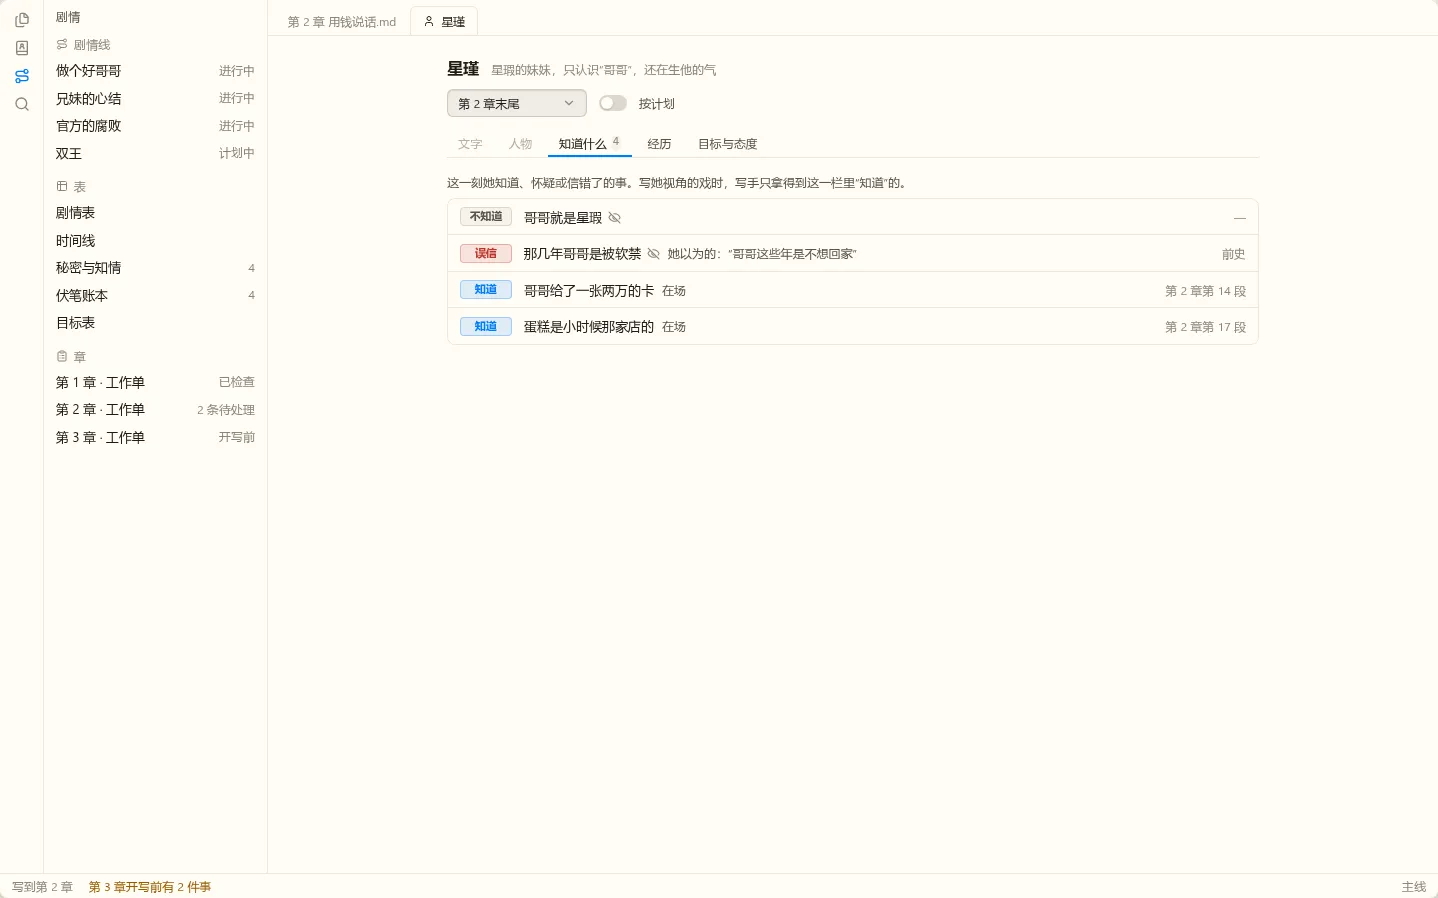 剧情
剧情线
做个好哥哥 进行中
兄妹的心结 进行中
官方的腐败 进行中
双王 计划中
表
剧情表
时间线
秘密与知情 4
伏笔账本 4
目标表
章
第 1 章 · 工作单 已检查
第 2 章 · 工作单 2 条待处理
第 3 章 · 工作单 开写前
第 2 章 用钱说话.md 星瑾
星瑾 星瑕的妹妹，只认识“哥哥”，还在生他的气
第 2 章末尾 按计划
文字 人物 知道什么 4 经历 目标与态度
这一刻她知道、怀疑或信错了的事。写她视角的戏时，写手只拿得到这一栏里“知道”的。
不知道 哥哥就是星瑕 —
误信 那几年哥哥是被软禁 她以为的：“哥哥这些年是不想回家” 前史
知道 哥哥给了一张两万的卡 在场 第 2 章第 14 段
知道 蛋糕是小时候那家店的 在场 第 2 章第 17 段
写到第 2 章 第 3 章开写前有 2 件事 主线